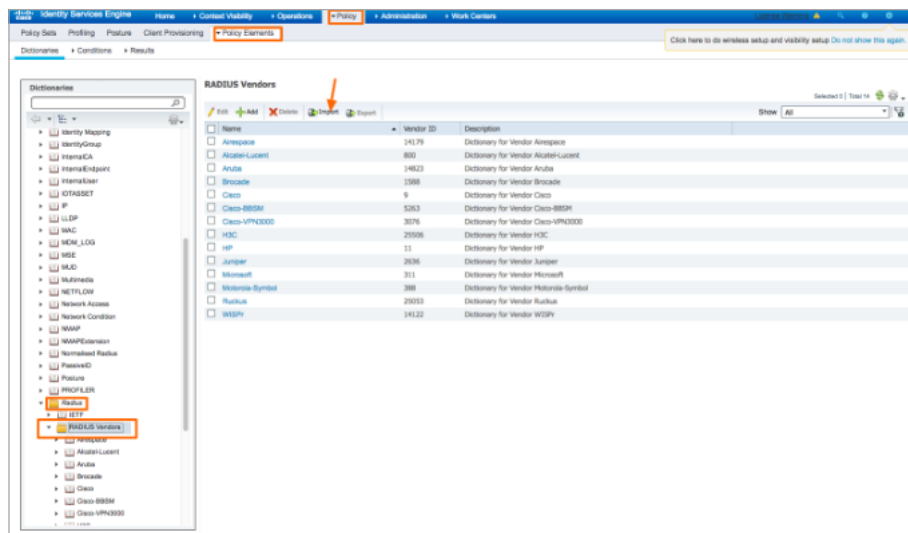 Identity Services Engine Home Context Visibility Operations Policy Administration Work Centers
Policy Sets Profiling Posture Client Provisioning Policy Elements
Click here to do wireless setup and visibility setup Do not show this again.
Dictionaries Conditions Results
Dictionaries
RADIUS Vendors
Selected 0 | Total 14
Edit Add Delete Import Export
Show All
Name Vendor ID Description
Airespace 14179 Dictionary for Vendor Airespace
Alcatel-Lucent 800 Dictionary for Vendor Alcatel-Lucent
Aruba 14823 Dictionary for Vendor Aruba
Brocade 1588 Dictionary for Vendor Brocade
Cisco 9 Dictionary for Vendor Cisco
Cisco-BBSM 5263 Dictionary for Vendor Cisco-BBSM
Cisco-VPN3000 3076 Dictionary for Vendor Cisco-VPN3000
H3C 25506 Dictionary for Vendor H3C
HP 11 Dictionary for Vendor HP
Juniper 2636 Dictionary for Vendor Juniper
Microsoft 311 Dictionary for Vendor Microsoft
Motorola-Symbol 388 Dictionary for Vendor Motorola-Symbol
Ruckus 25053 Dictionary for Vendor Ruckus
WISPr 14122 Dictionary for Vendor WISPr
Identity Mapping
IdentityGroup
InternalCA
InternalEndpoint
InternalUser
IOTASSET
IP
LLDP
MAC
MDM_LOG
MSE
MUD
Multimedia
NETFLOW
Network Access
Network Condition
NMAP
NMAPExtension
Normalised Radius
PassiveID
Posture
PROFILER
Radius
IETF
RADIUS Vendors
Airespace
Alcatel-Lucent
Aruba
Brocade
Cisco
Cisco-BBSM
Cisco-VPN3000